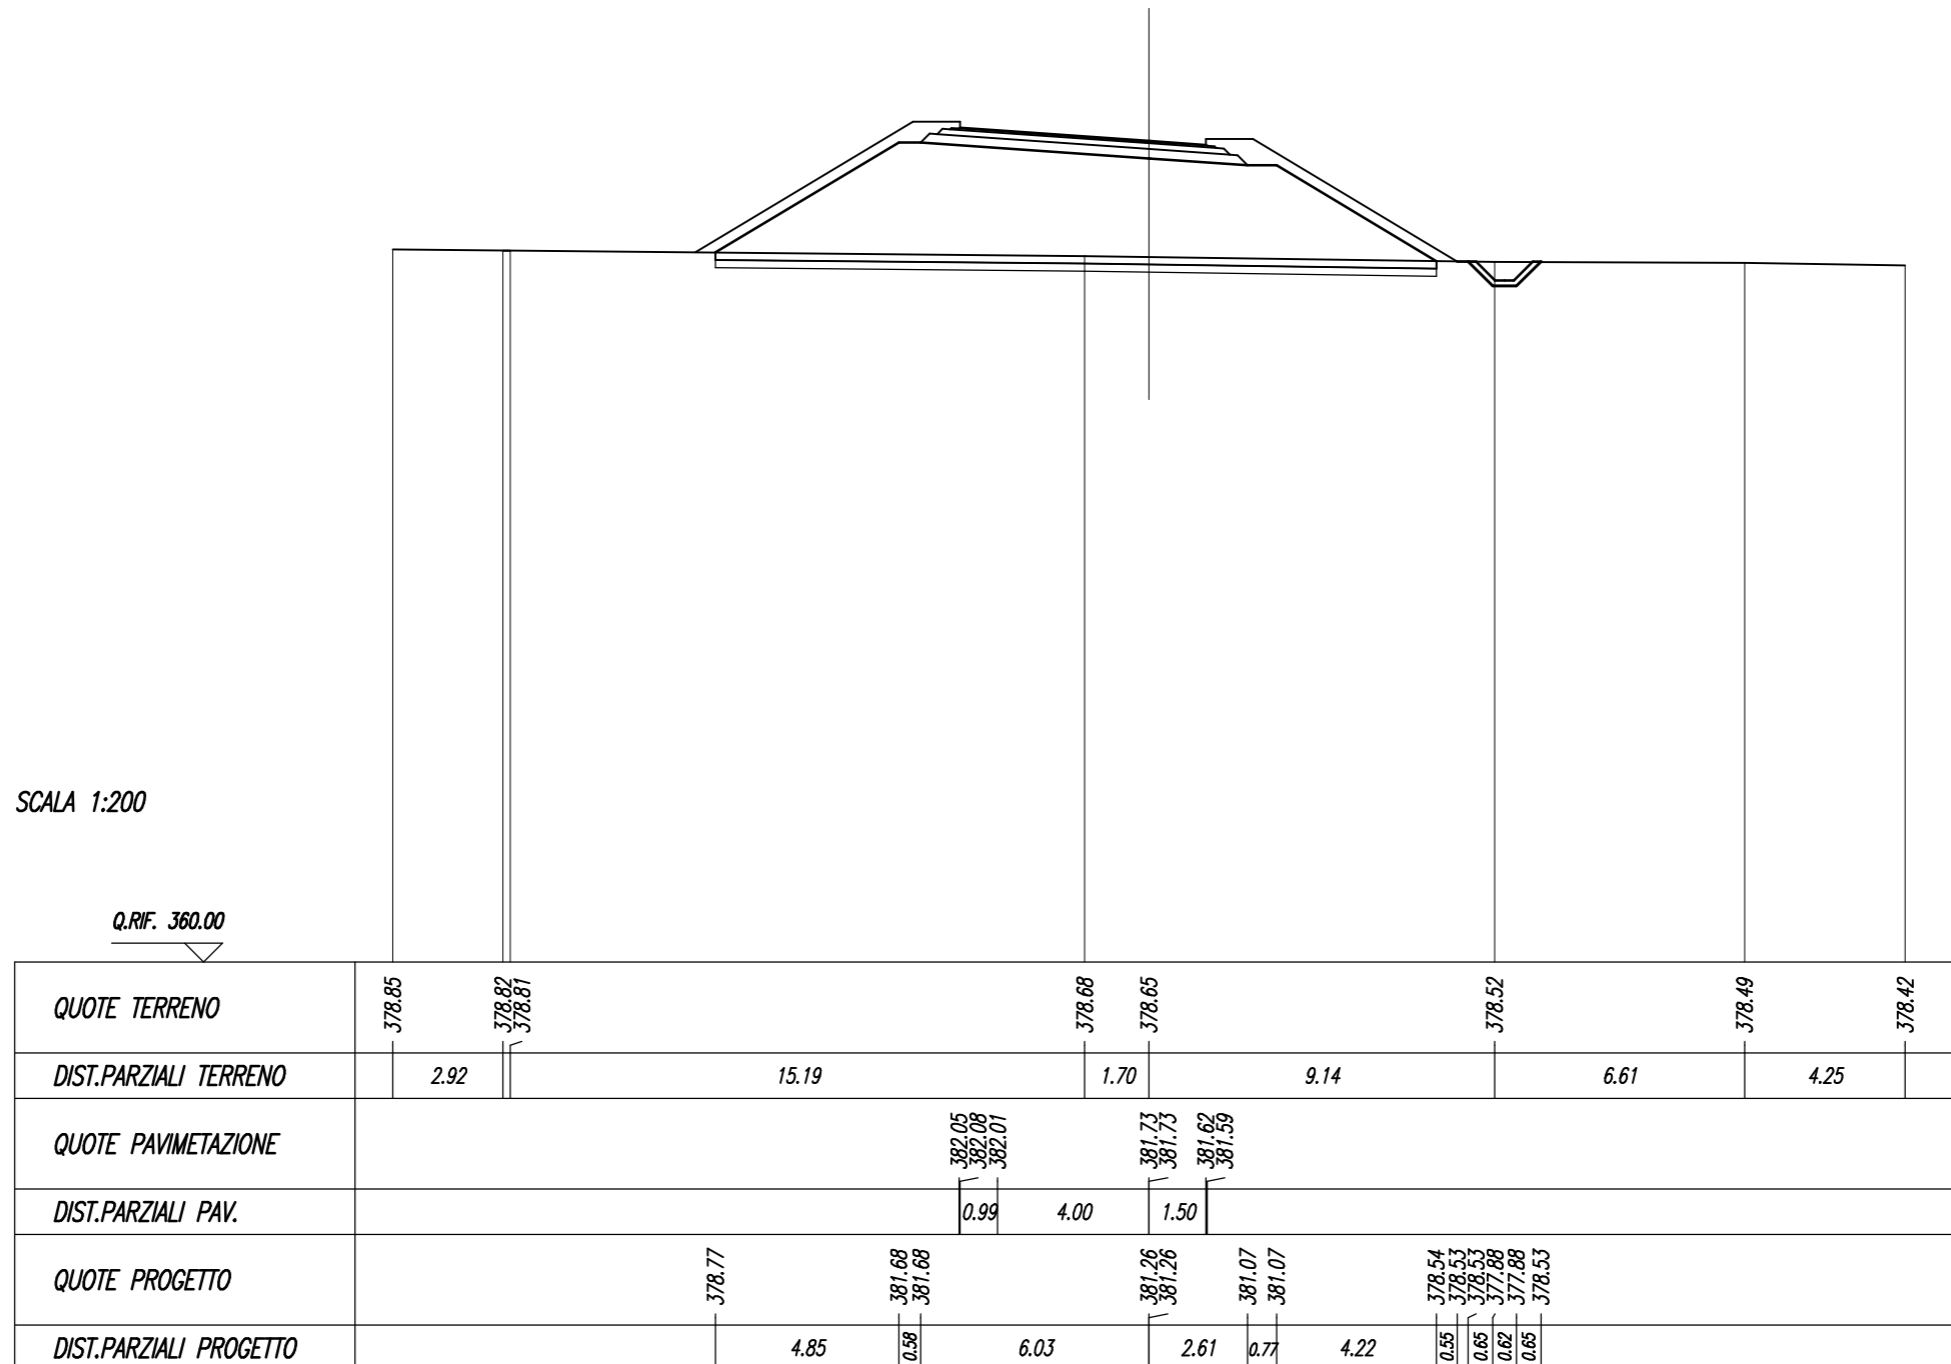 SCALA 1:200
Q.RIF. 360.00
QUOTE TERRENO 378.85 378.82 378.81 378.68 378.65 378.52 378.49 378.42
DIST.PARZIALI TERRENO 2.92 15.19 1.70 9.14 6.61 4.25
QUOTE PAVIMETAZIONE 382.05 382.08 382.01 381.73 381.73 381.62 381.59
DIST.PARZIALI PAV. 0.99 4.00 1.50
QUOTE PROGETTO 378.77 381.68 381.68 381.26 381.26 381.07 381.07 378.54 378.53 378.53 377.88 377.88 378.53
DIST.PARZIALI PROGETTO 4.85 0.58 6.03 2.61 0.77 4.22 0.55 0.65 0.62 0.65